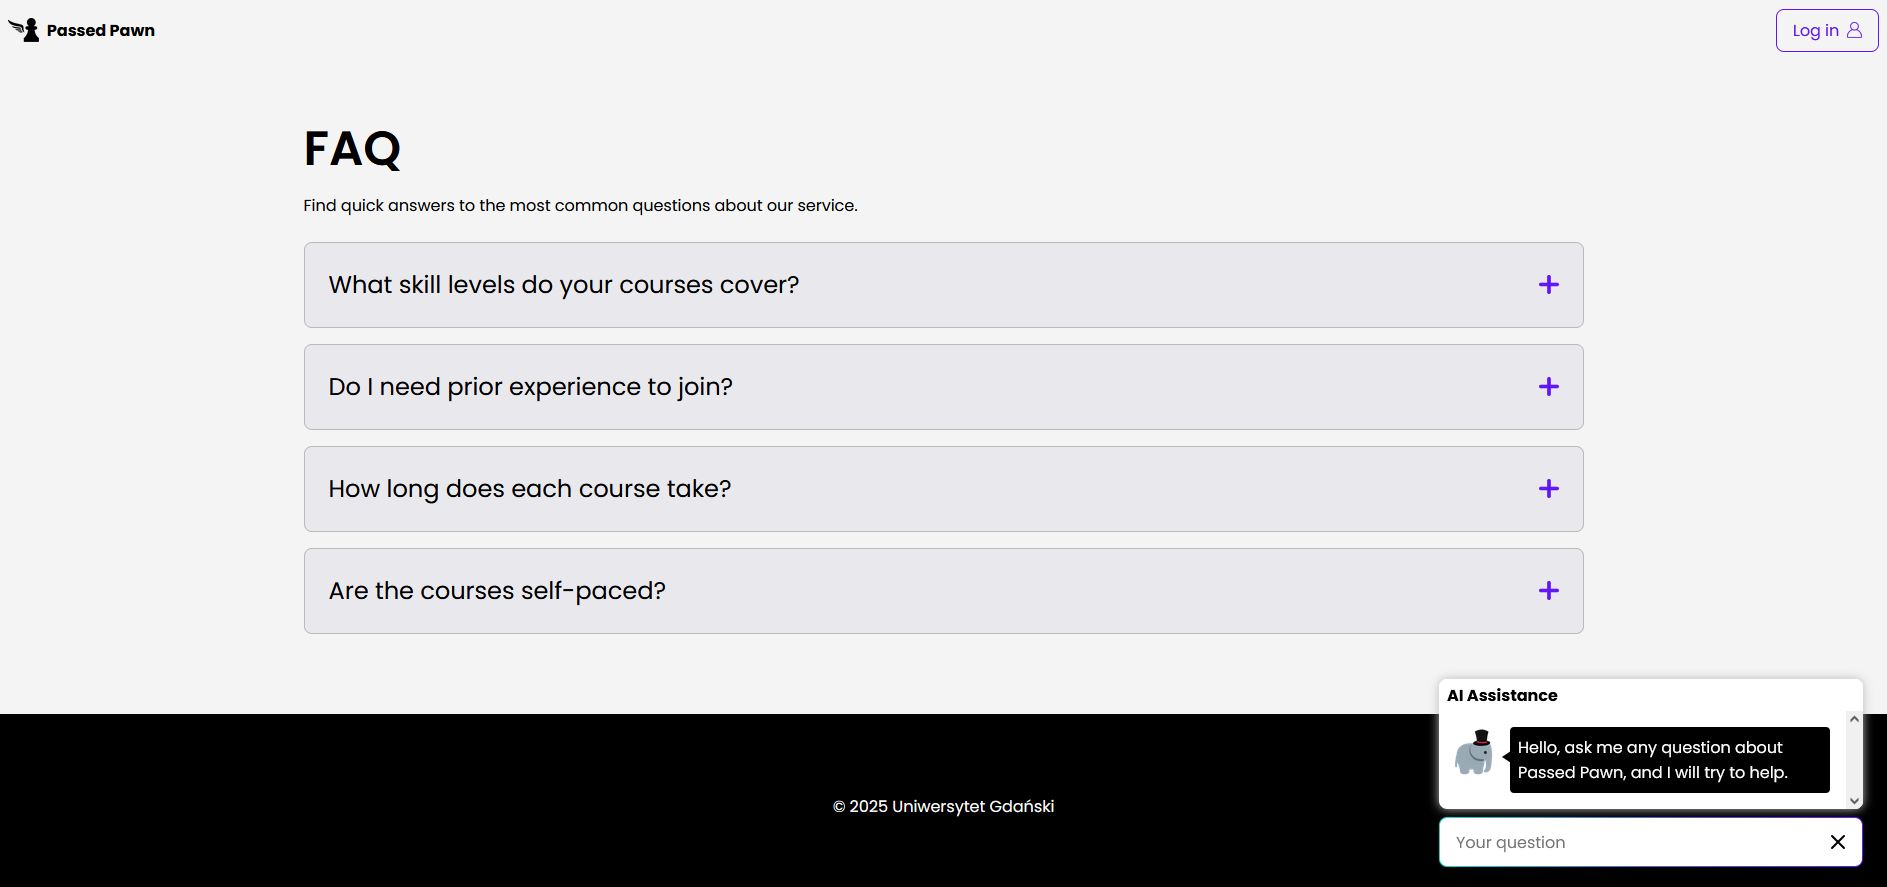 Passed Pawn
Log in
FAQ
Find quick answers to the most common questions about our service.
What skill levels do your courses cover?
Do I need prior experience to join?
How long does each course take?
Are the courses self-paced?
AI Assistance
Hello, ask me any question about
Passed Pawn, and I will try to help.
© 2025 Uniwersytet Gdański
Your question